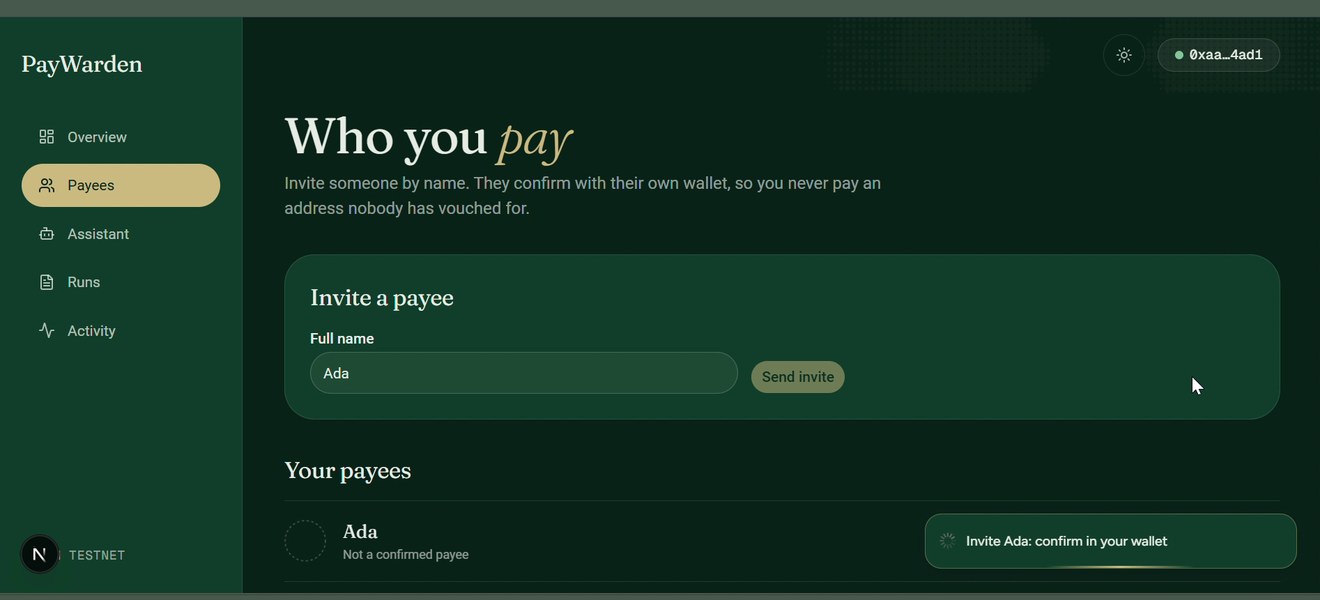 PayWarden
0xaa…4ad1
Overview
Payees
Assistant
Runs
Activity
N TESTNET
Who you pay
Invite someone by name. They confirm with their own wallet, so you never pay an
address nobody has vouched for.
Invite a payee
Full name
Ada
Send invite
Your payees
Ada
Not a confirmed payee
Invite Ada: confirm in your wallet